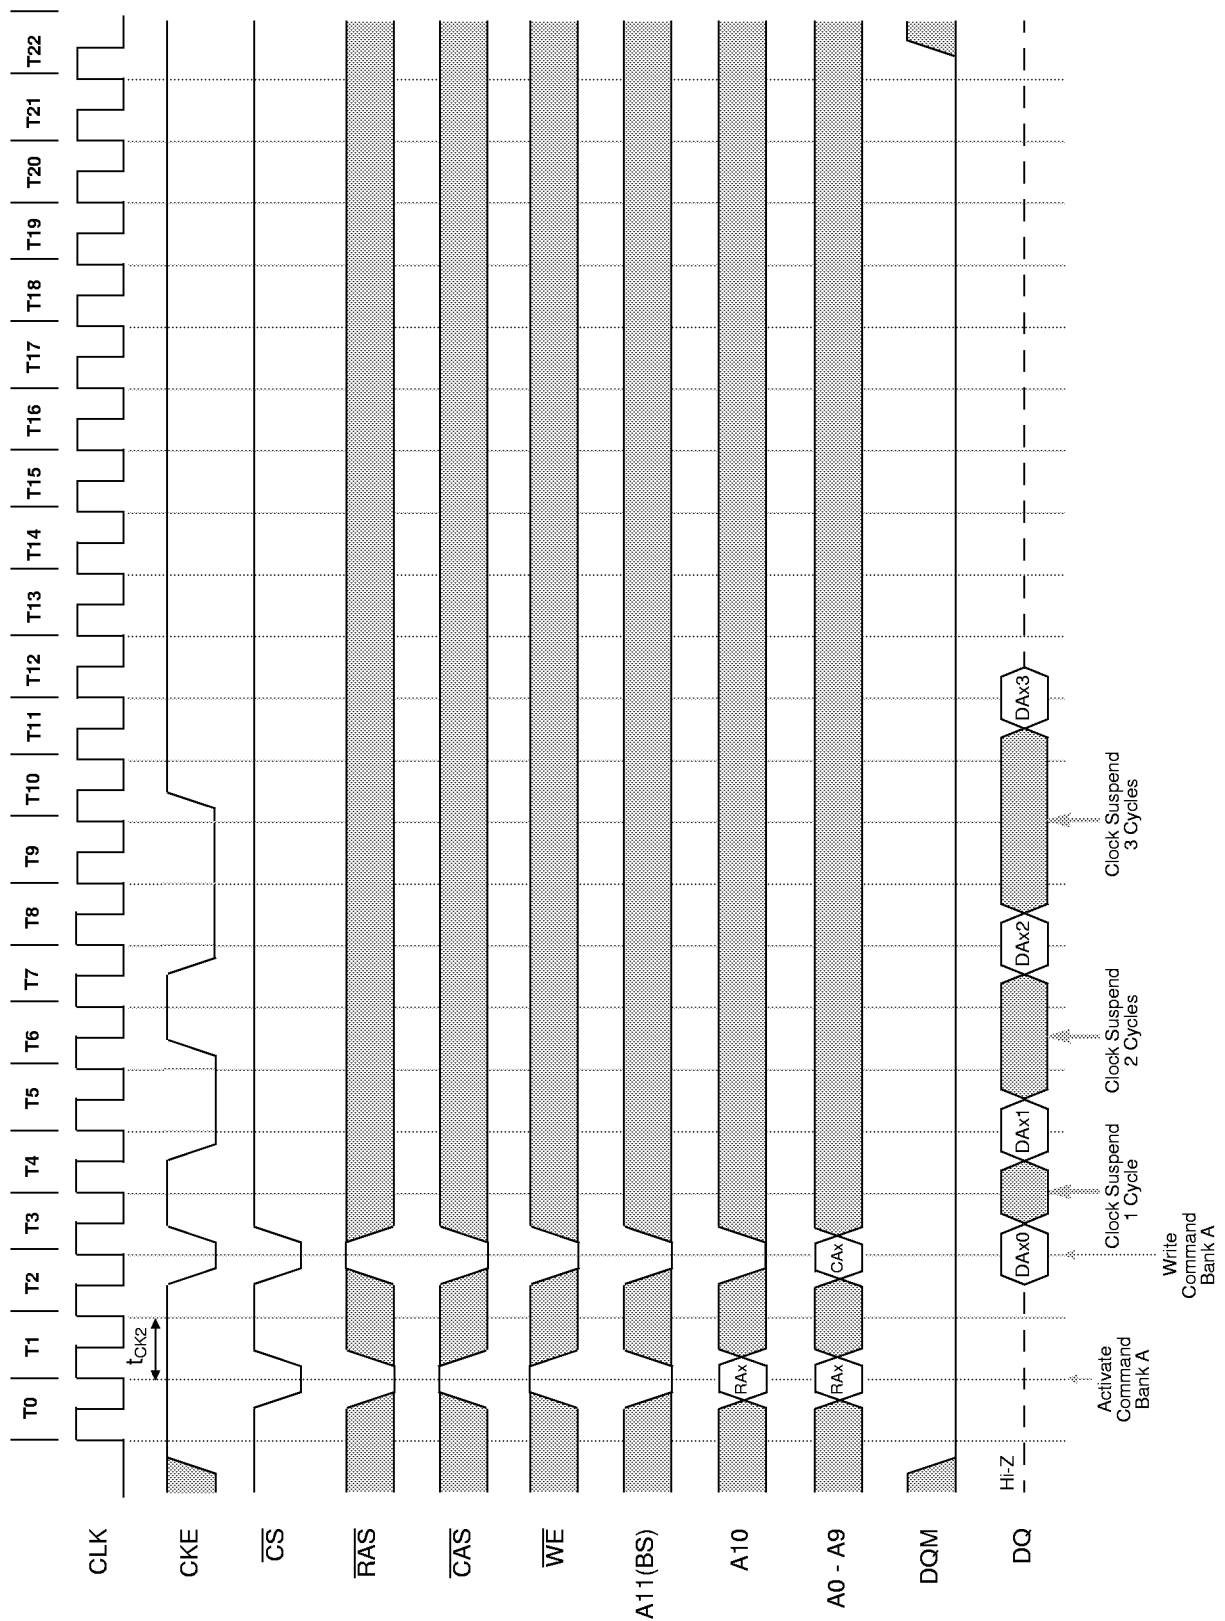 T0 T1 T2 T3 T4 T5 T6 T7 T8 T9 T10 T11 T12 T13 T14 T15 T16 T17 T18 T19 T20 T21 T22
CLK
tCK2
CKE
CS
RAS
CAS
WE
A11(BS)
A10
RAx
A0 - A9
RAx CAx
DQM
DQ
Hi-Z
DAx0 DAx1 DAx2 DAx3
Activate
Command
Bank A
Write
Command
Bank A
Clock Suspend
1 Cycle
Clock Suspend
2 Cycles
Clock Suspend
3 Cycles